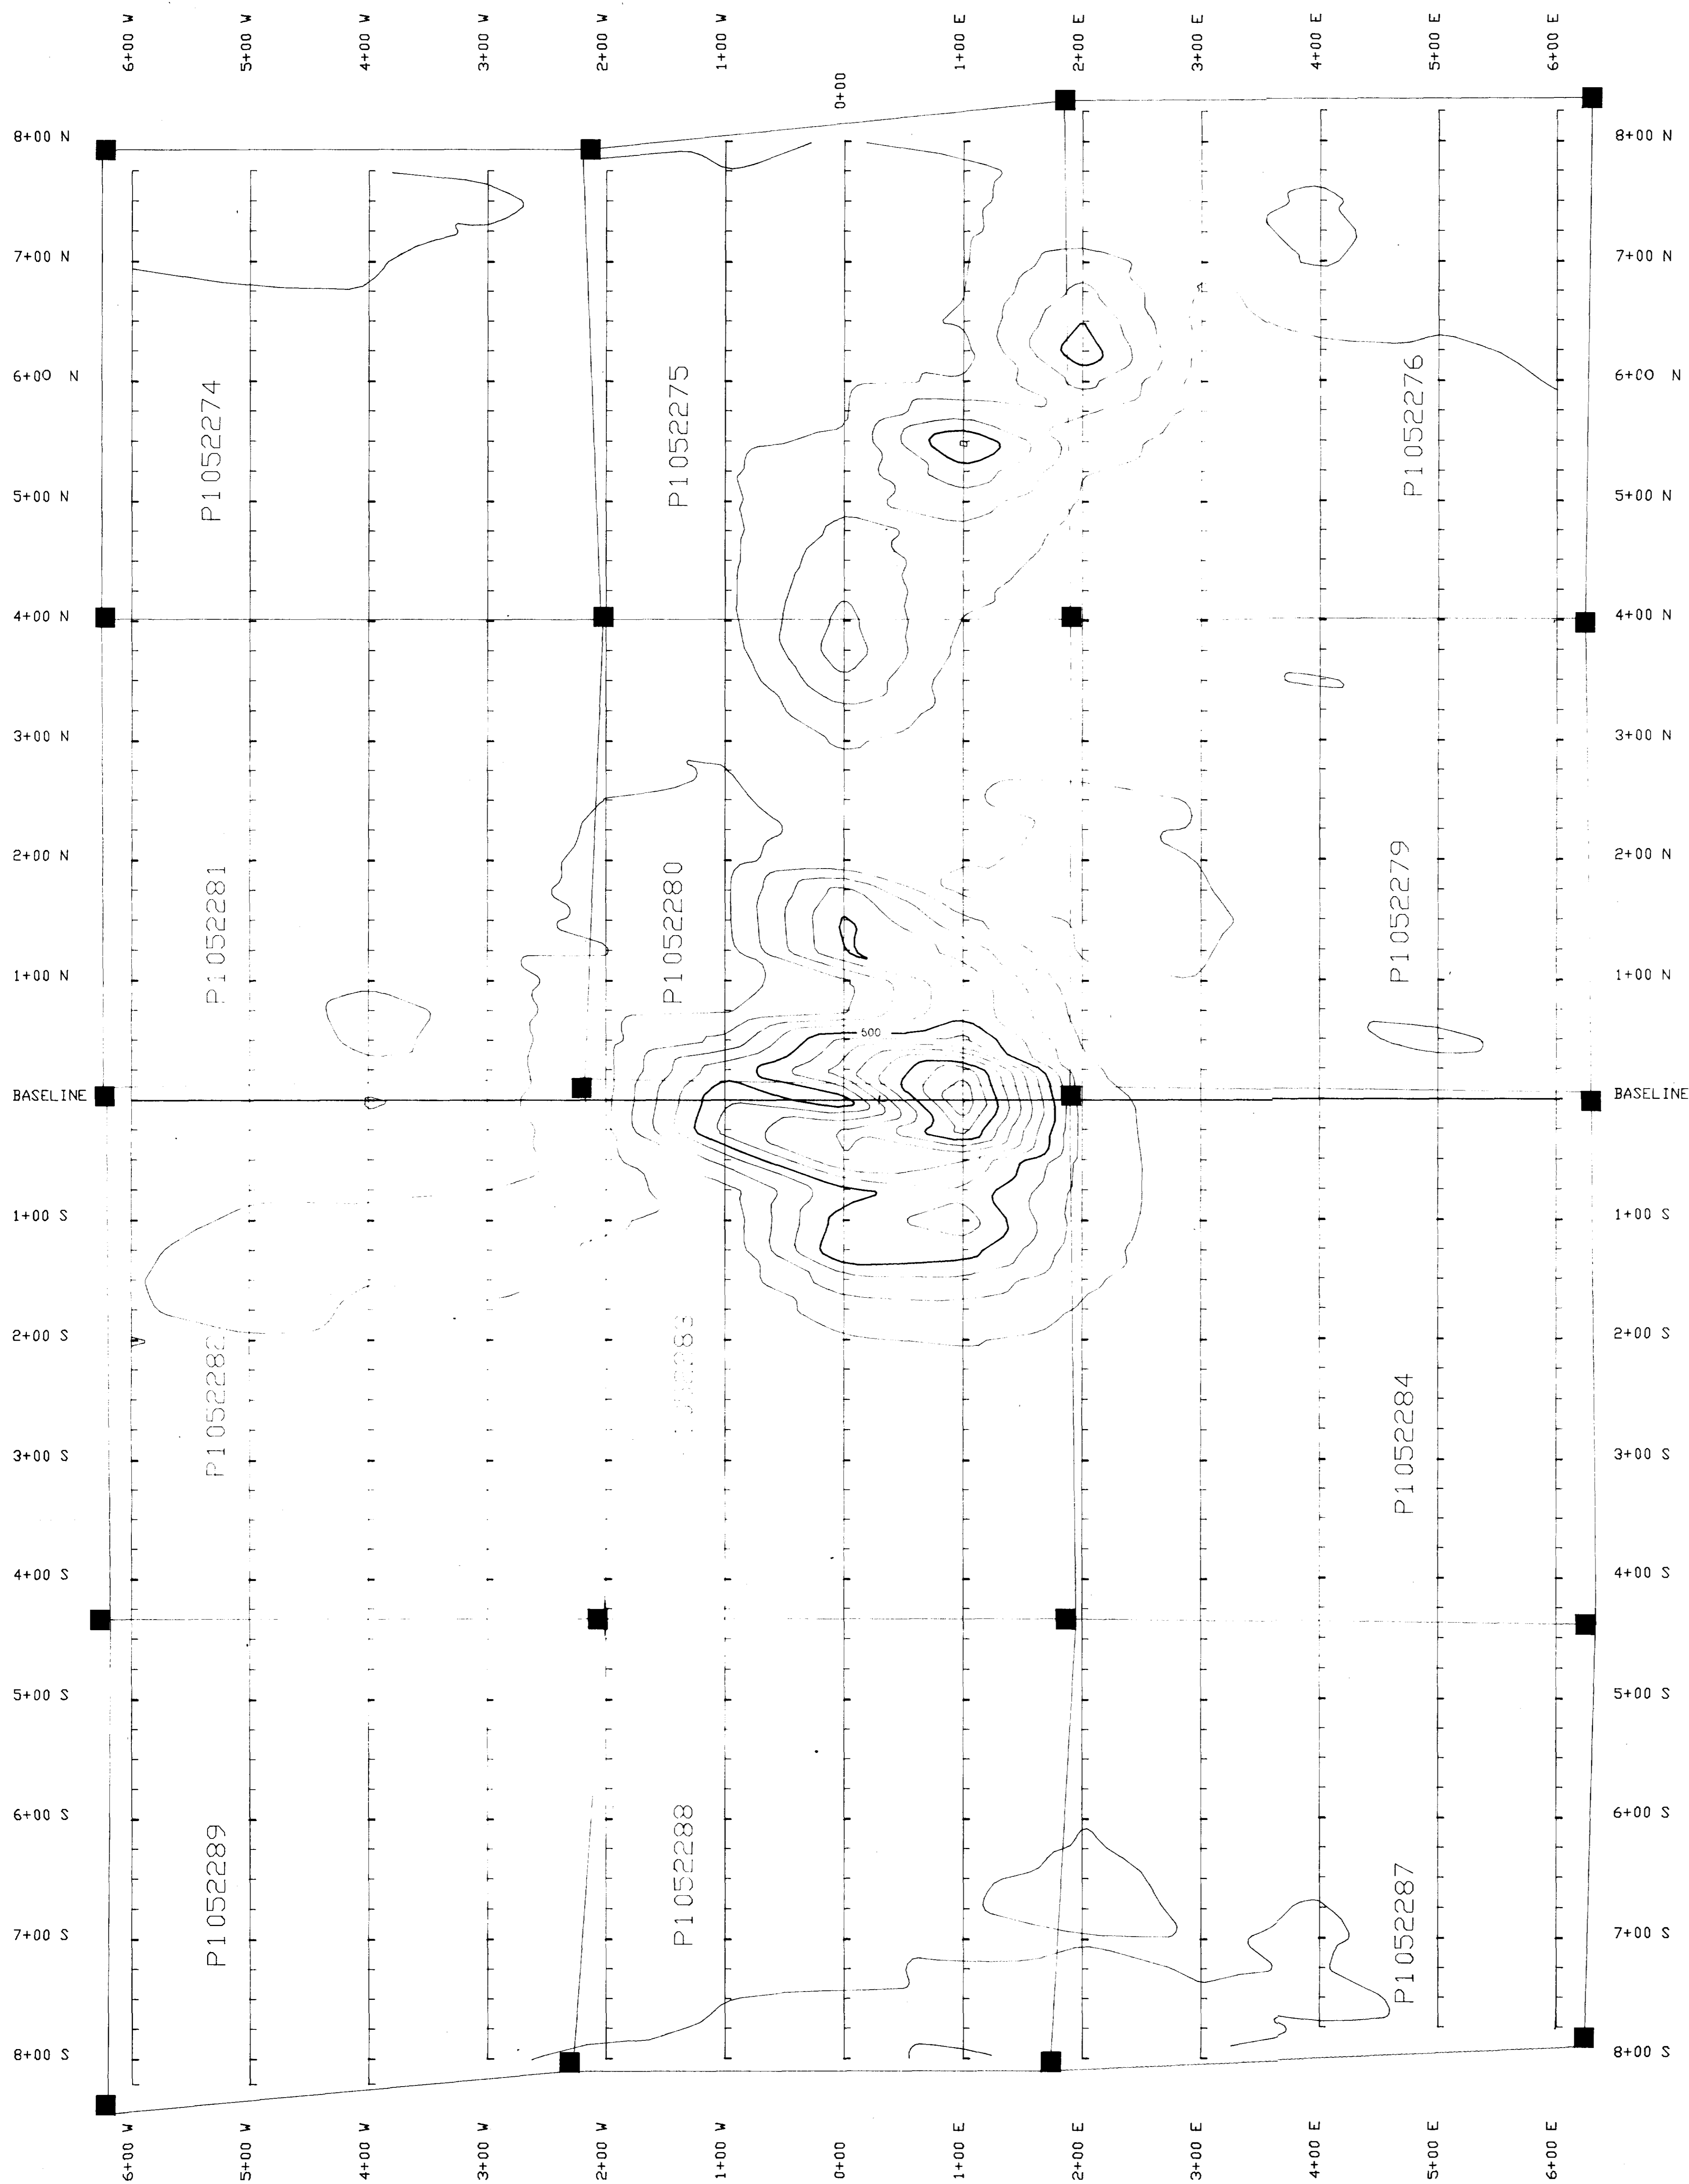 6+00 W
5+00 W
4+00 W
3+00 W
2+00 W
1+00 W
0+00
1+00 E
2+00 E
3+00 E
4+00 E
5+00 E
6+00 E
8+00 N
8+00 N
7+00 N
7+00 N
6+00 N
6+00 N
P1052274
P1052275
P1052276
5+00 N
5+00 N
4+00 N
4+00 N
3+00 N
3+00 N
2+00 N
2+00 N
P1052281
P1052280
P1052279
1+00 N
1+00 N
500
BASELINE
BASELINE
1+00 S
1+00 S
2+00 S
2+00 S
P1052282
P1052284
3+00 S
3+00 S
4+00 S
4+00 S
5+00 S
5+00 S
6+00 S
6+00 S
P1052289
P1052288
P1052287
7+00 S
7+00 S
8+00 S
8+00 S
6+00 W
5+00 W
4+00 W
3+00 W
2+00 W
1+00 W
0+00
1+00 E
2+00 E
3+00 E
4+00 E
5+00 E
6+00 E